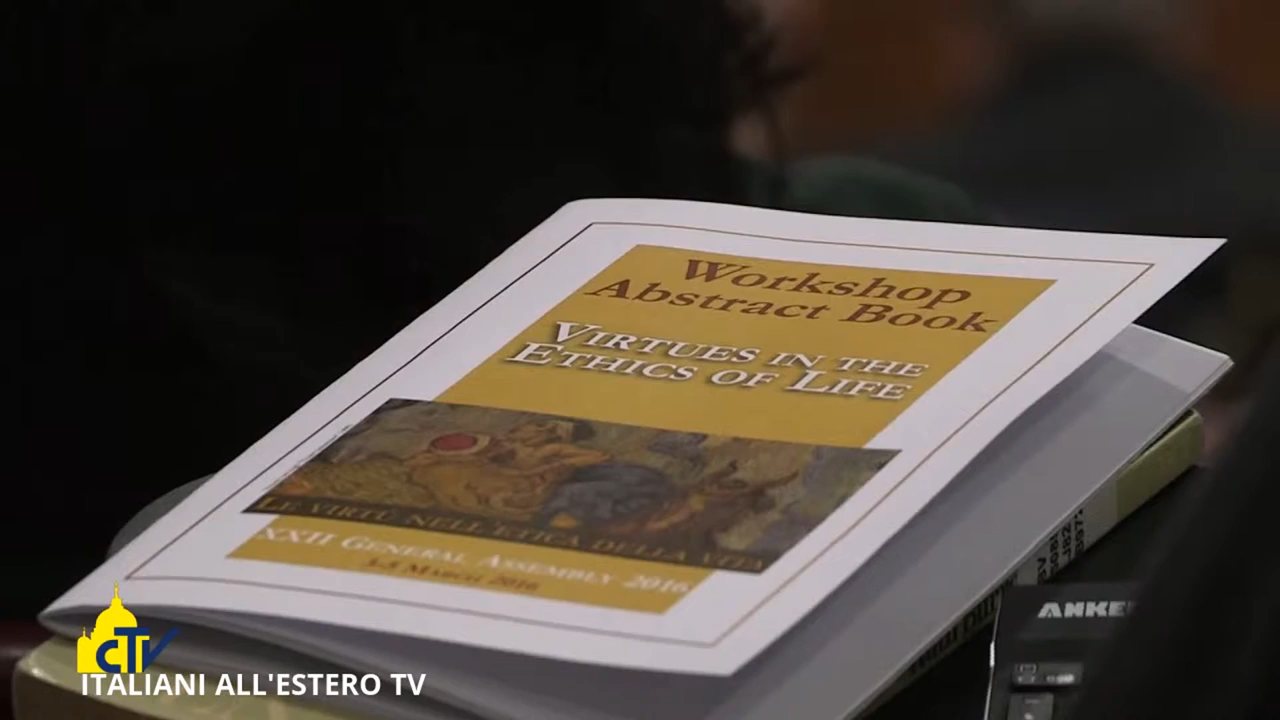 Workshop
Abstract Book
VIRTUES IN THE
ETHICS OF LIFE
LE VIRTÙ NELL'ETICA DELLA VITA
XXII GENERAL ASSEMBLY 2016
3-5 MARCH 2016
ANKE
CTV
ITALIANI ALL'ESTERO TV